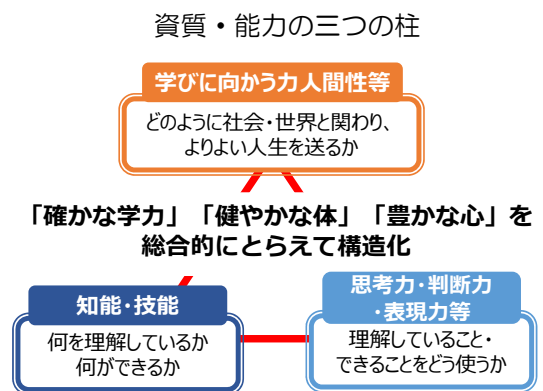 資質・能力の三つの柱
学びに向かう力人間性等
どのように社会・世界と関わり、
よりよい人生を送るか
「確かな学力」「健やかな体」「豊かな心」を
総合的にとらえて構造化
知能・技能
何を理解しているか
何ができるか
思考力・判断力
・表現力等
理解していること・
できることをどう使うか